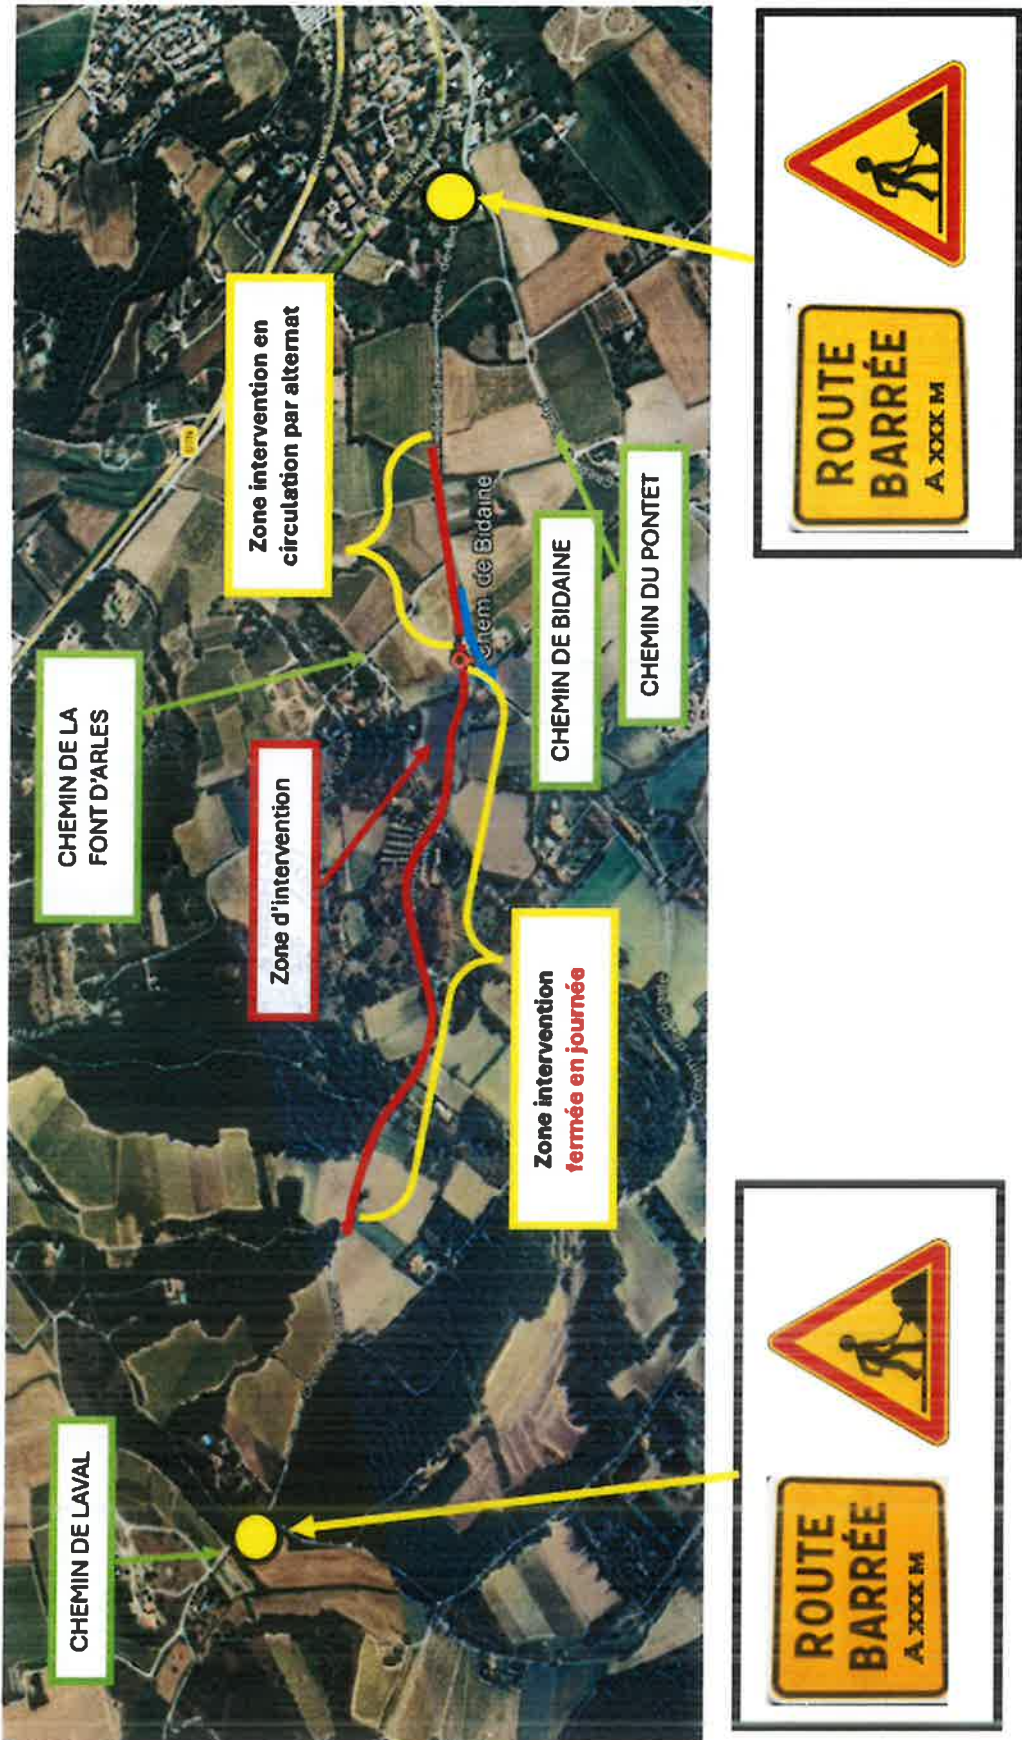 CHEMIN DE LAVAL
CHEMIN DE LA
FONT D'ARLES
Zone d'intervention
Zone intervention en
circulation par alternat
Chem. de Bidaine
Zone intervention
fermée en journée
CHEMIN DE BIDAINE
CHEMIN DU PONTET
ROUTE
BARRÉE
A XXX M
ROUTE
BARRÉE
A XXX M